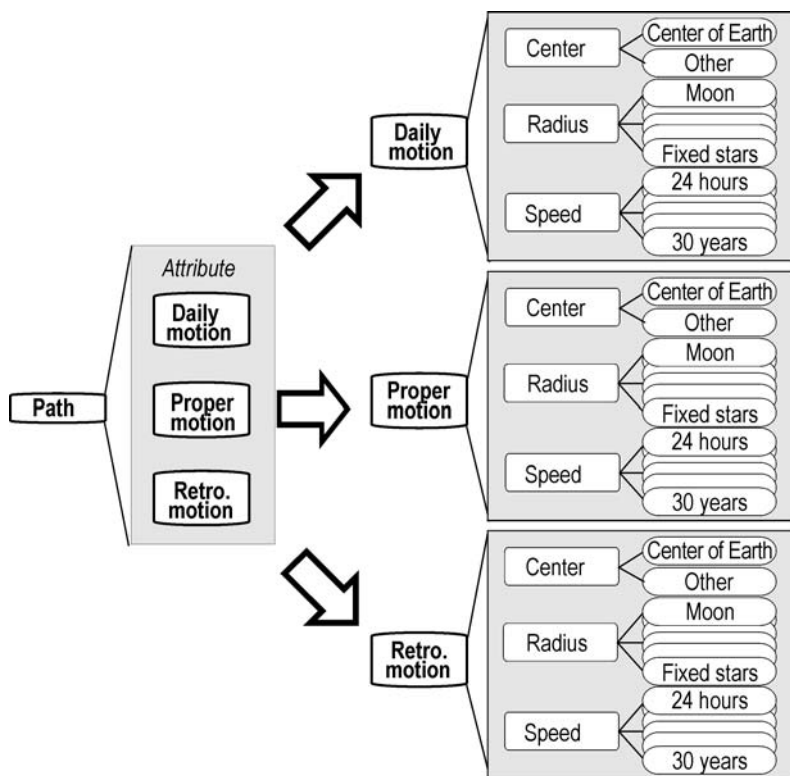 Path
Attribute
Daily
motion
Proper
motion
Retro.
motion
Daily
motion
Center
Center of Earth
Other
Radius
Moon
Fixed stars
Speed
24 hours
30 years
Proper
motion
Center
Center of Earth
Other
Radius
Moon
Fixed stars
Speed
24 hours
30 years
Retro.
motion
Center
Center of Earth
Other
Radius
Moon
Fixed stars
Speed
24 hours
30 years